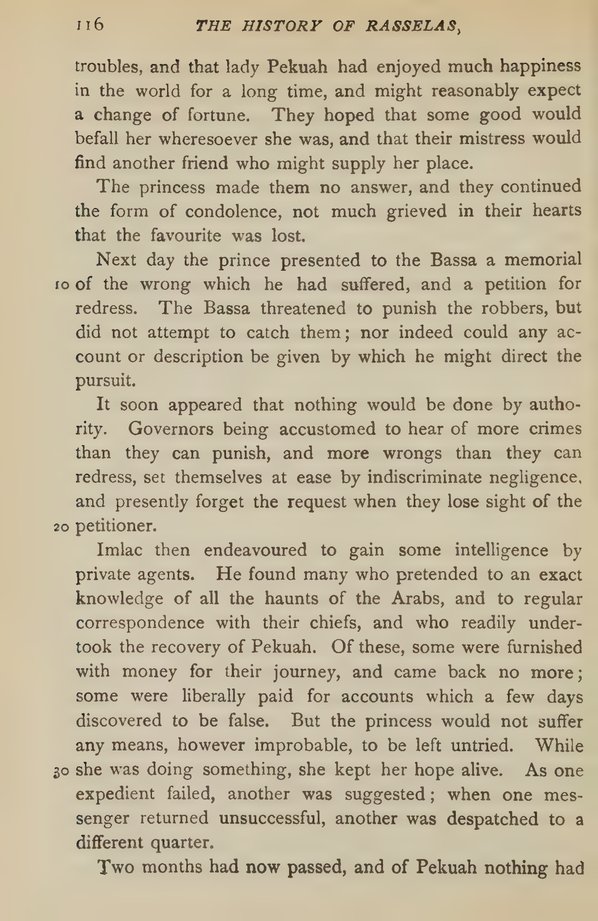 116 THE HISTORY OF RASSELAS,
troubles, and that lady Pekuah had enjoyed much happiness
in the world for a long time, and might reasonably expect
a change of fortune. They hoped that some good would
befall her wheresoever she was, and that their mistress would
find another friend who might supply her place.
The princess made them no answer, and they continued
the form of condolence, not much grieved in their hearts
that the favourite was lost.
Next day the prince presented to the Bassa a memorial
10 of the wrong which he had suffered, and a petition for
redress. The Bassa threatened to punish the robbers, but
did not attempt to catch them; nor indeed could any ac-
count or description be given by which he might direct the
pursuit.
It soon appeared that nothing would be done by autho-
rity. Governors being accustomed to hear of more crimes
than they can punish, and more wrongs than they can
redress, set themselves at ease by indiscriminate negligence,
and presently forget the request when they lose sight of the
20 petitioner.
Imlac then endeavoured to gain some intelligence by
private agents. He found many who pretended to an exact
knowledge of all the haunts of the Arabs, and to regular
correspondence with their chiefs, and who readily under-
took the recovery of Pekuah. Of these, some were furnished
with money for their journey, and came back no more;
some were liberally paid for accounts which a few days
discovered to be false. But the princess would not suffer
any means, however improbable, to be left untried. While
30 she was doing something, she kept her hope alive. As one
expedient failed, another was suggested; when one mes-
senger returned unsuccessful, another was despatched to a
different quarter.
Two months had now passed, and of Pekuah nothing had